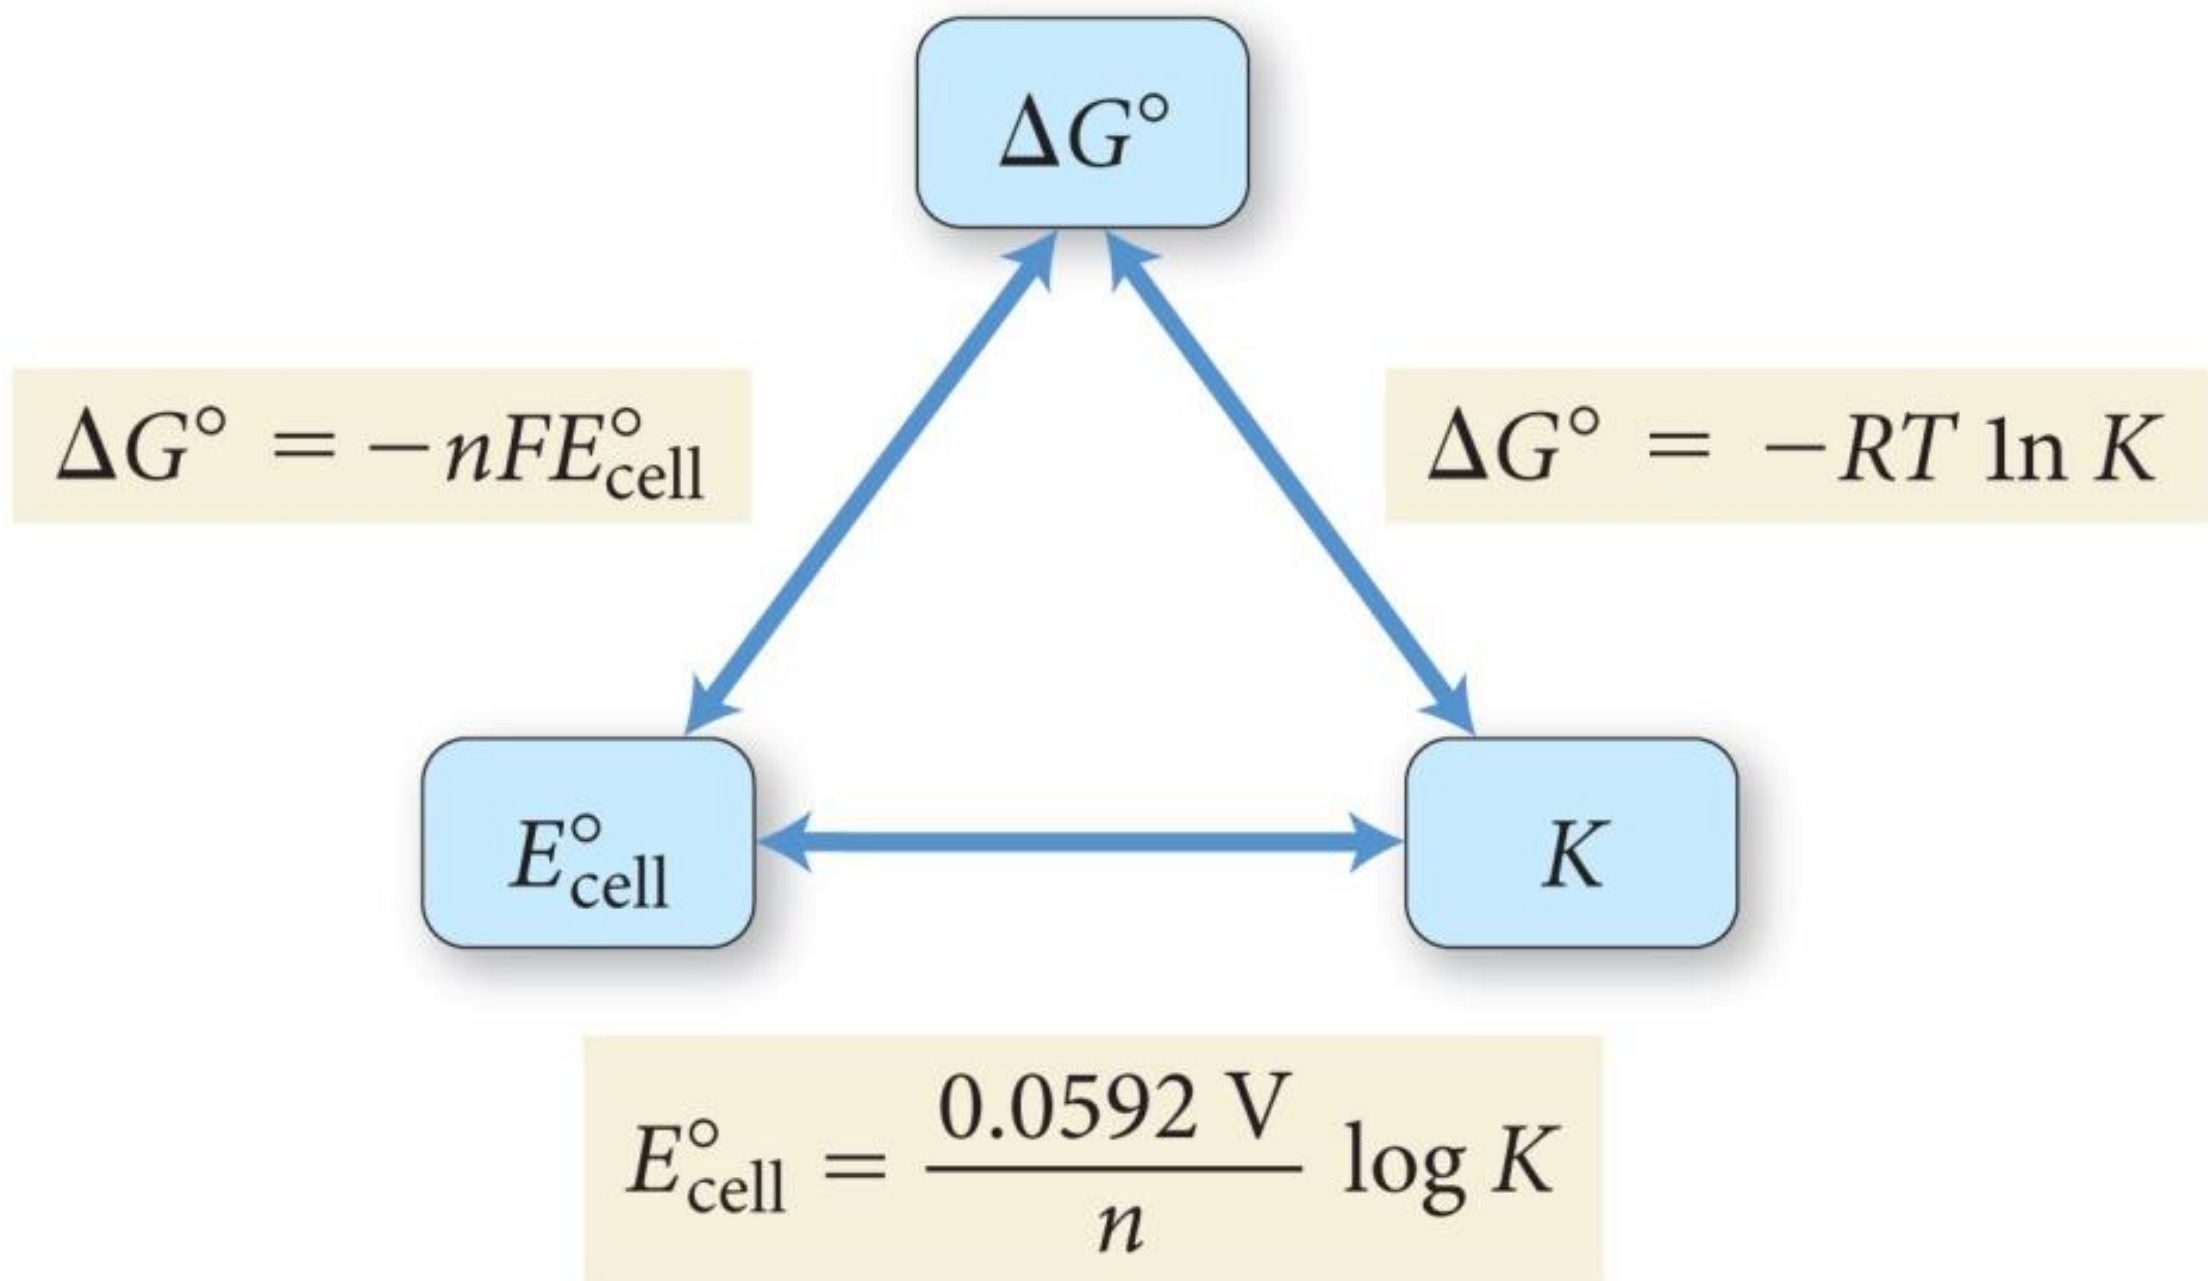 ΔG°
ΔG° = −nFE°cell
ΔG° = −RT ln K
E°cell
K
E°cell = 0.0592 V / n log K